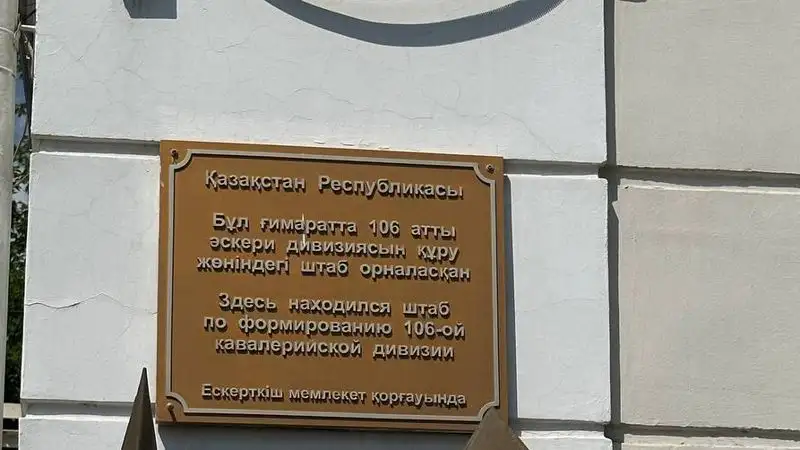 Қазақстан Республикасы
Бұл ғимаратта 106 атты
әскери дивизиясын құру
жөніндегі штаб орналасқан
Здесь находился штаб
по формированию 106-ой
кавалерийской дивизии
Ескерткіш мемлекет қорғауында